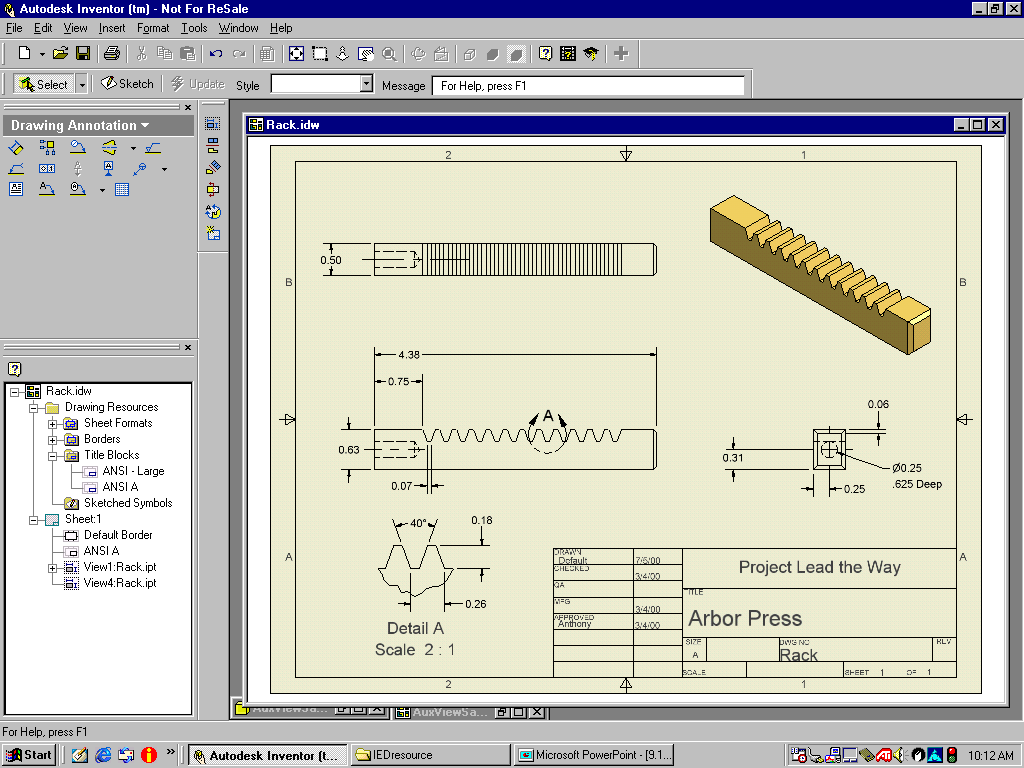 Autodesk Inventor (tm) - Not For ReSale
File Edit View Insert Format Tools Window Help
Select Sketch Update Style Message For Help, press F1
Drawing Annotation
Rack.idw
Drawing Resources
Sheet Formats
Borders
Title Blocks
ANSI - Large
ANSI A
Sketched Symbols
Sheet:1
Default Border
ANSI A
View1:Rack.ipt
View4:Rack.ipt
Rack.idw
2 1
B B
0.50
4.38
0.75
A
0.63
0.07
0.06
0.31
Ø0.25
.625 Deep
0.25
40°
0.18
0.26
Detail A
Scale 2 : 1
A A
DRAWN
Default 7/5/00
CHECKED
3/4/00
QA
MFG
3/4/00
APPROVED
Anthony 3/4/00
Project Lead the Way
TITLE
Arbor Press
SIZE DWG NO REV
A Rack
SCALE SHEET 1 OF 1
2 1
AuxViewSa... AuxViewSa...
For Help, press F1
Start Autodesk Inventor (t... IEDresource Microsoft PowerPoint - [9.1... 10:12 AM